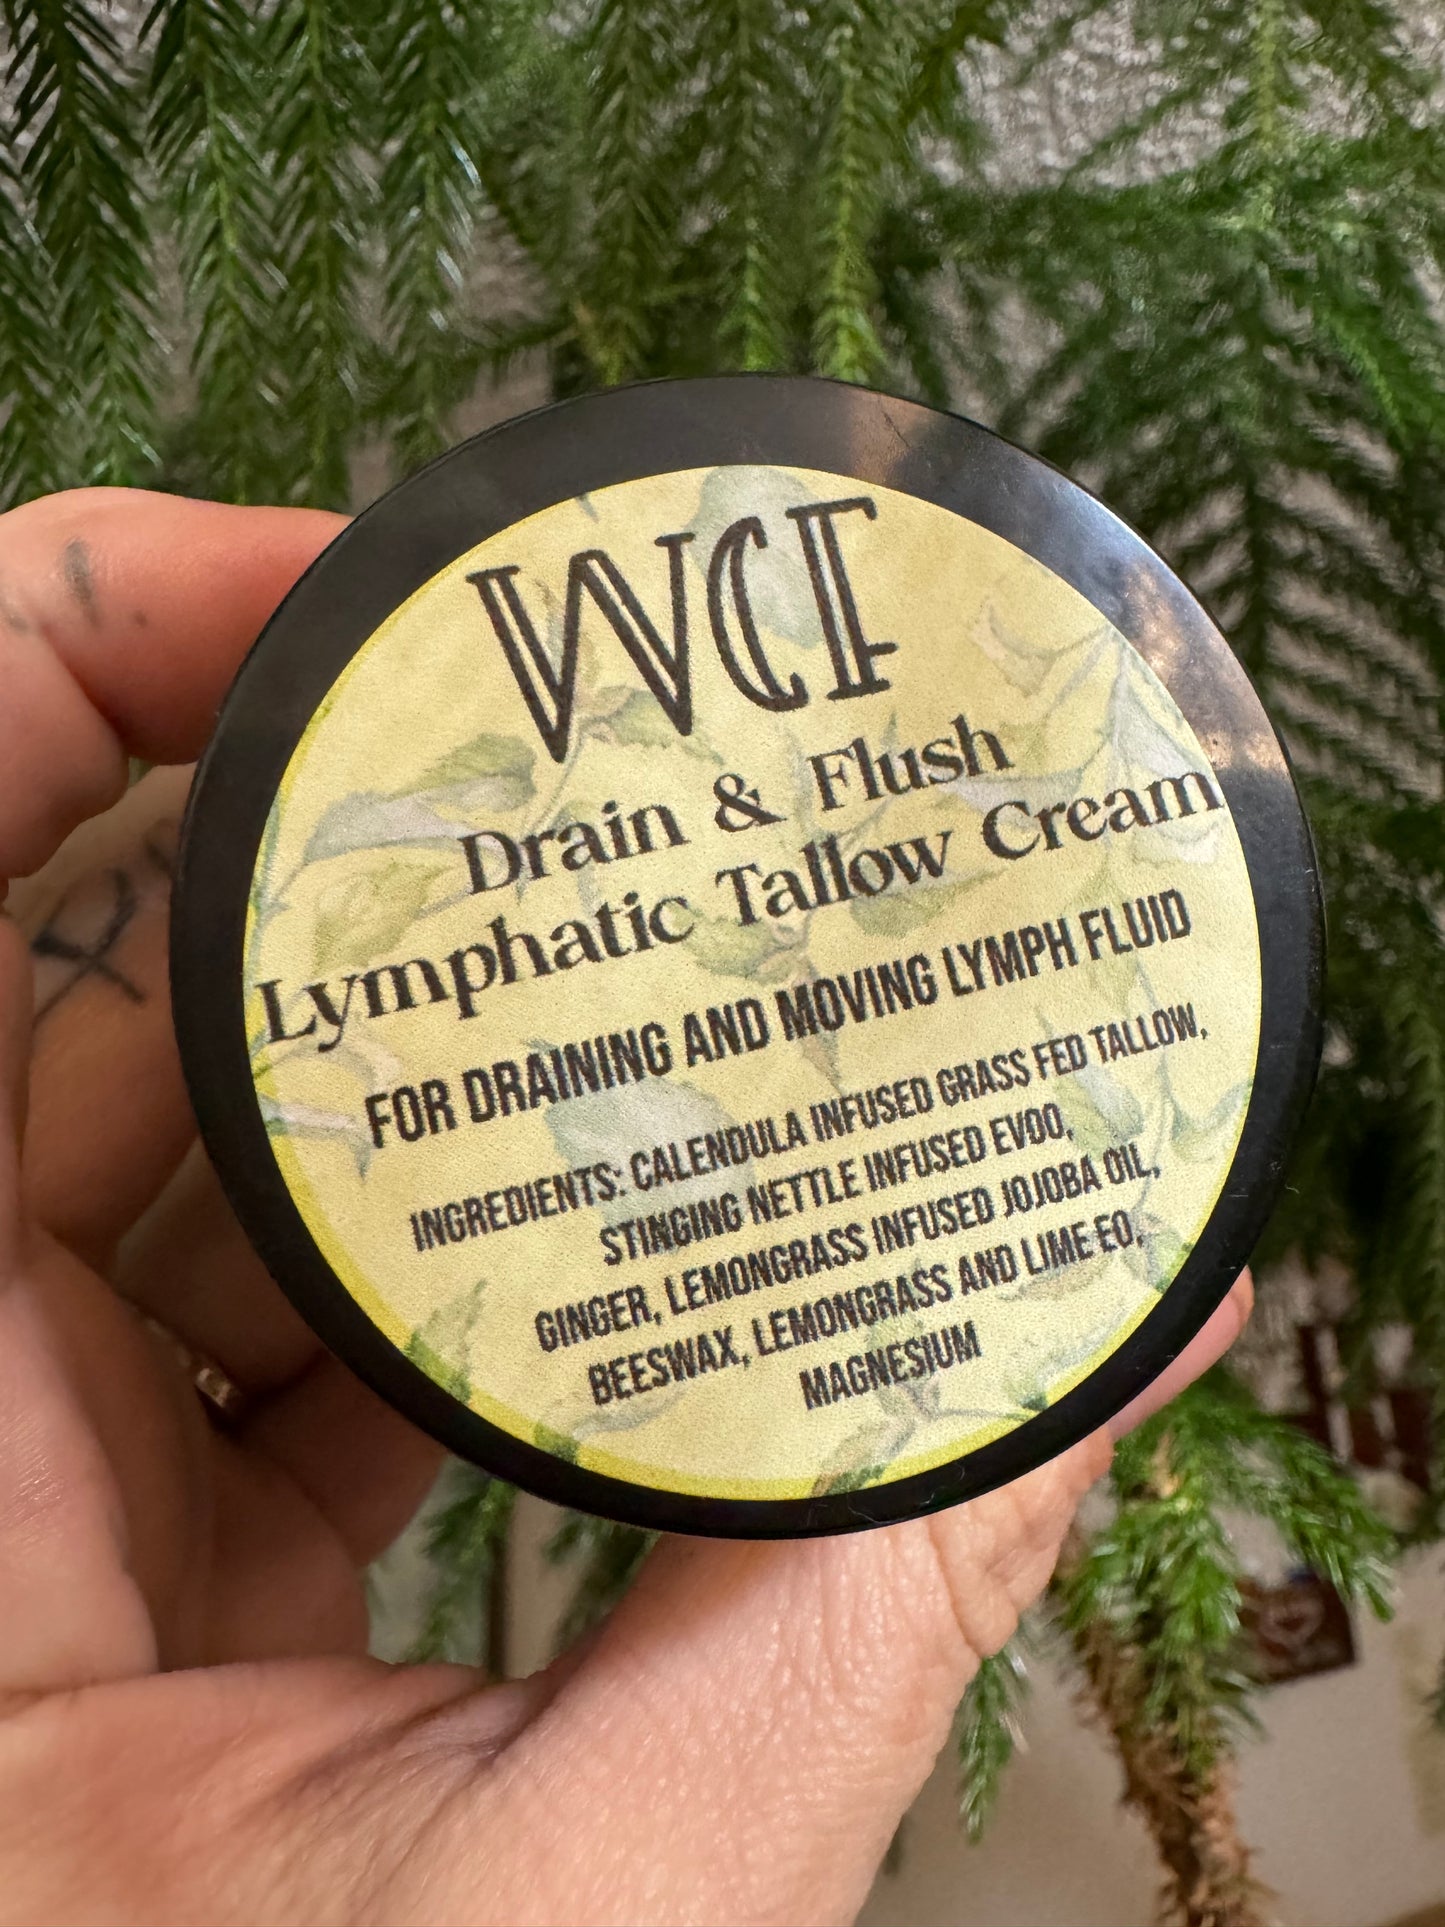 WCF
Drain & Flush
Lymphatic Tallow Cream
FOR DRAINING AND MOVING LYMPH FLUID
INGREDIENTS: CALENDULA INFUSED GRASS FED TALLOW,
STINGING NETTLE INFUSED EVOO,
GINGER, LEMONGRASS INFUSED JOJOBA OIL,
BEESWAX, LEMONGRASS AND LIME EO,
MAGNESIUM